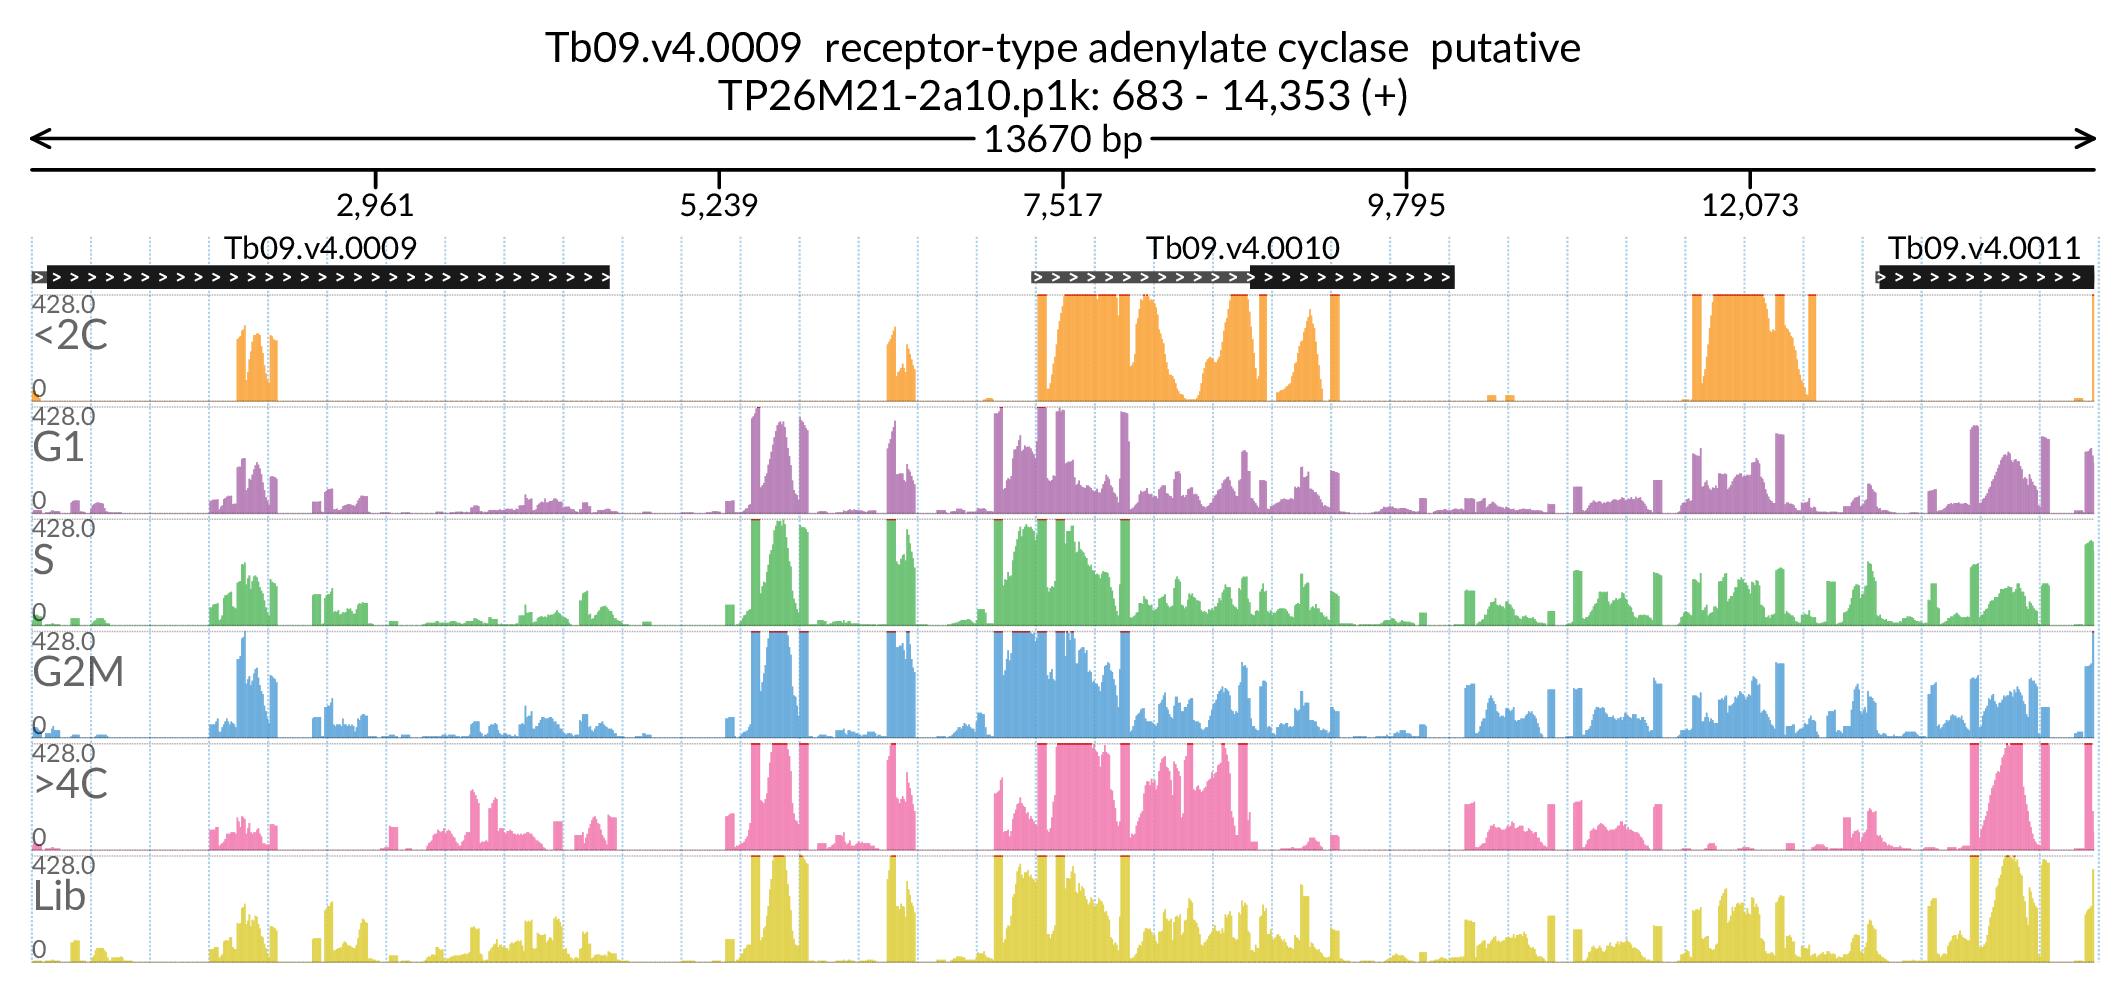 Tb09.v4.0009 receptor-type adenylate cyclase putative
TP26M21-2a10.p1k: 683 - 14,353 (+)
13670 bp
2,961 5,239 7,517 9,795 12,073
Tb09.v4.0009 Tb09.v4.0010 Tb09.v4.0011
428.0
<2C
0
428.0
G1
0
428.0
S
0
428.0
G2M
0
428.0
>4C
0
428.0
Lib
0